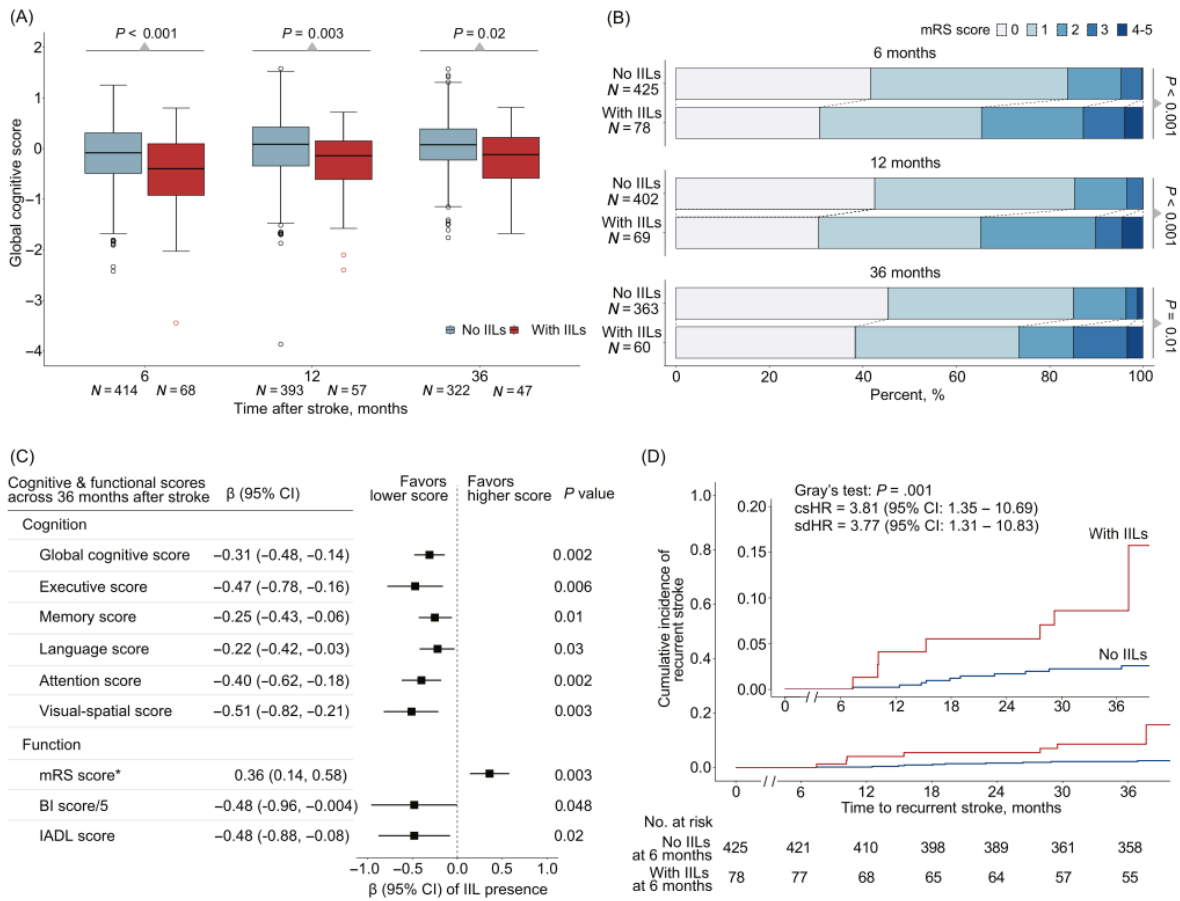 (A)
P < 0.001 P = 0.003 P = 0.02
Global cognitive score
2
1
0
−1
−2
−3
−4
No IILs With IILs
6 12 36
N = 414 N = 68 N = 393 N = 57 N = 322 N = 47
Time after stroke, months
(B)
mRS score 0 1 2 3 4-5
6 months
No IILs
N = 425
With IILs
N = 78
P < 0.001
12 months
No IILs
N = 402
With IILs
N = 69
P < 0.001
36 months
No IILs
N = 363
With IILs
N = 60
P = 0.01
0 20 40 60 80 100
Percent, %
(C)
Cognitive & functional scores
across 36 months after stroke
β (95% CI)
Favors
lower score
Favors
higher score
P value
Cognition
Global cognitive score −0.31 (−0.48, −0.14) 0.002
Executive score −0.47 (−0.78, −0.16) 0.006
Memory score −0.25 (−0.43, −0.06) 0.01
Language score −0.22 (−0.42, −0.03) 0.03
Attention score −0.40 (−0.62, −0.18) 0.002
Visual-spatial score −0.51 (−0.82, −0.21) 0.003
Function
mRS score* 0.36 (0.14, 0.58) 0.003
BI score/5 −0.48 (−0.96, −0.004) 0.048
IADL score −0.48 (−0.88, −0.08) 0.02
−1.0 −0.5 0.0 0.5 1.0
β (95% CI) of IIL presence
(D)
Cumulative incidence of
recurrent stroke
1.0
0.8
0.6
0.4
0.2
0.0
0.20
0.15
0.10
0.05
0.00
Gray's test: P = .001
csHR = 3.81 (95% CI: 1.35 – 10.69)
sdHR = 3.77 (95% CI: 1.31 – 10.83)
With IILs
No IILs
0 6 12 18 24 30 36
0 12 18 24 30 36
Time to recurrent stroke, months
No. at risk
No IILs
at 6 months
425 421 410 398 389 361 358
With IILs
at 6 months
78 77 68 65 64 57 55